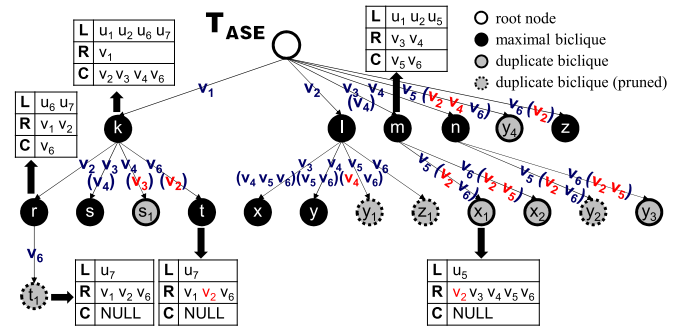 T ASE
root node
maximal biclique
duplicate biclique
duplicate biclique (pruned)
L u1 u2 u6 u7
R v1
C v2 v3 v4 v6
L u1 u2 u5
R v3 v4
C v5 v6
L u6 u7
R v1 v2
C v6
v1
v2
v3
(v4)
v4
v5 (v2 v4 v6)
v6 (v2)
k
l
m
n
y4
z
v2
v3
(v4)
v4
(v3)
v6
(v2)
v3
(v4 v5 v6)
v4
(v5 v6)
v5
(v4 v6)
v6
v5 (v2 v6)
v6 (v2 v5)
v5 (v2 v6)
v6 (v2 v5)
r
s
s1
t
x
y
y1
z1
x1
x2
y2
y3
v6
t1
L u7
R v1 v2 v6
C NULL
L u7
R v1 v2 v6
C NULL
L u5
R v2 v3 v4 v5 v6
C NULL